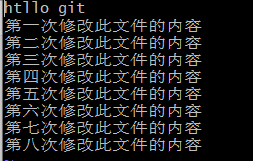 htllo git
第一次修改此文件的内容
第二次修改此文件的内容
第三次修改此文件的内容
第四次修改此文件的内容
第五次修改此文件的内容
第六次修改此文件的内容
第七次修改此文件的内容
第八次修改此文件的内容